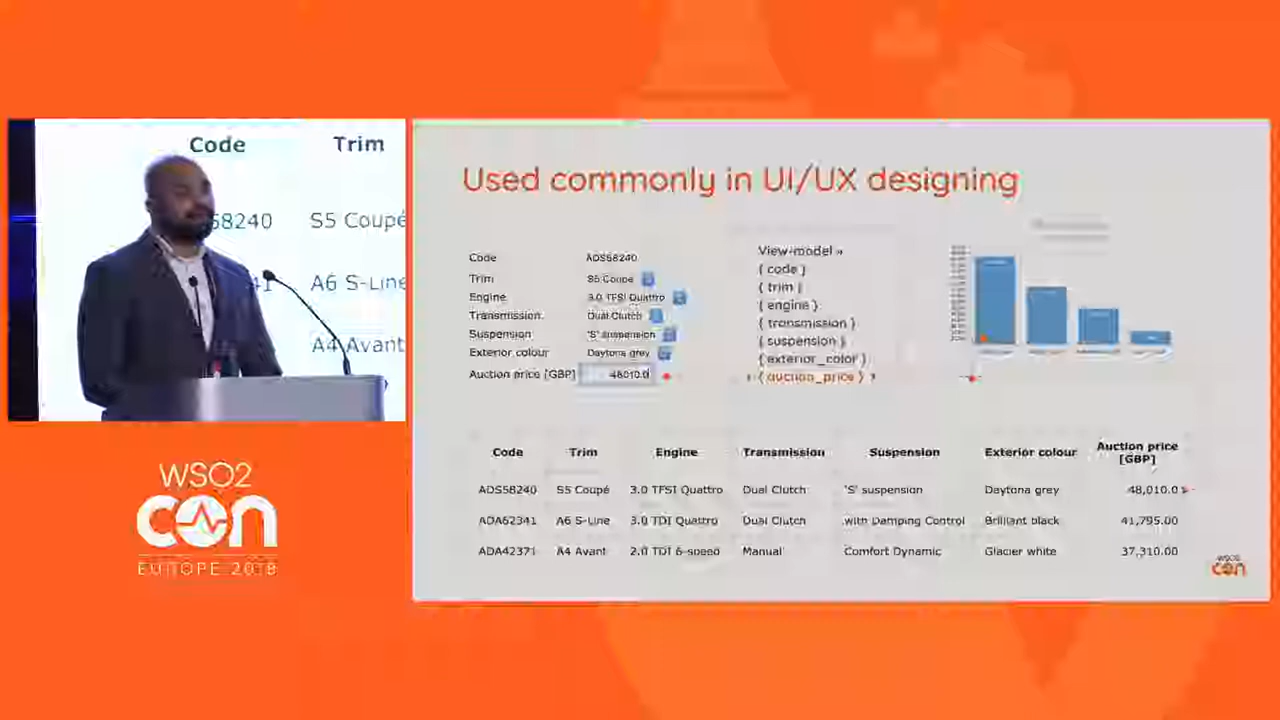 Code Trim
58240 S5 Coupé
41 A6 S-Line
A4 Avant
WSO2
con
EUROPE 2018
Used commonly in UI/UX designing
Code ADS58240
Trim S5 Coupé
Engine 3.0 TFSI Quattro
Transmission Dual Clutch
Suspension 'S' suspension
Exterior colour Daytona grey
Auction price [GBP] 48010.0
View-model »
{ code }
{ trim }
{ engine }
{ transmission }
{ suspension }
{ exterior_color }
{ auction_price }
Code Trim Engine Transmission Suspension Exterior colour Auction price [GBP]
ADS58240 S5 Coupé 3.0 TFSI Quattro Dual Clutch 'S' suspension Daytona grey 48,010.0
ADA62341 A6 S-Line 3.0 TDI Quattro Dual Clutch with Damping Control Brilliant black 41,795.00
ADA42371 A4 Avant 2.0 TDI 6-speed Manual Comfort Dynamic Glacier white 37,310.00
WSO2
con